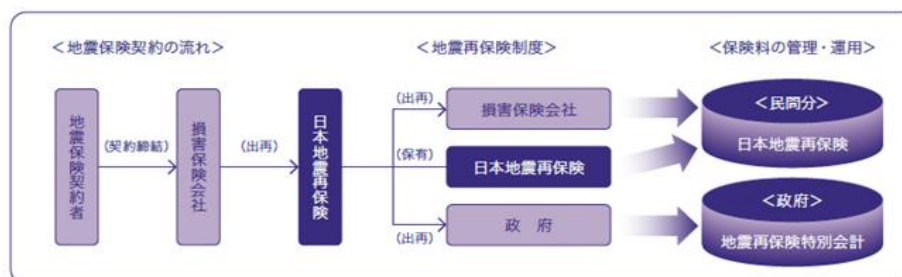 <地震保険契約の流れ>
<地震再保険制度>
<保険料の管理・運用>
地震保険契約者
(契約締結)
損害保険会社
(出再)
日本地震再保険
(出再)
損害保険会社
(保有)
日本地震再保険
(出再)
政 府
<民間分>
日本地震再保険
<政府>
地震再保険特別会計